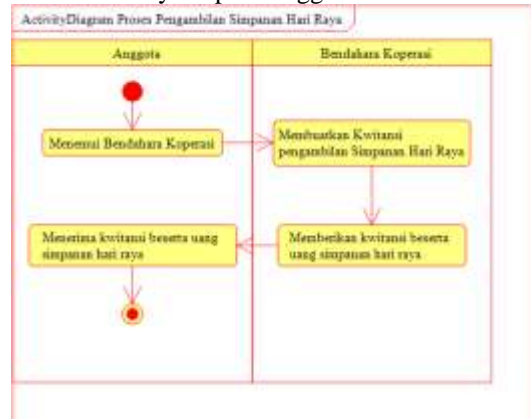 ActivityDiagram Proses Pengambilan Simpanan Hari Raya
Anggota
Bendahara Koperasi
Menemui Bendahara Koperasi
Membuatkan Kwitansi
pengambilan Simpanan Hari Raya
Menerima kwitansi beserta uang
simpanan hari raya
Memberikan kwitansi beserta
uang simpanan hari raya